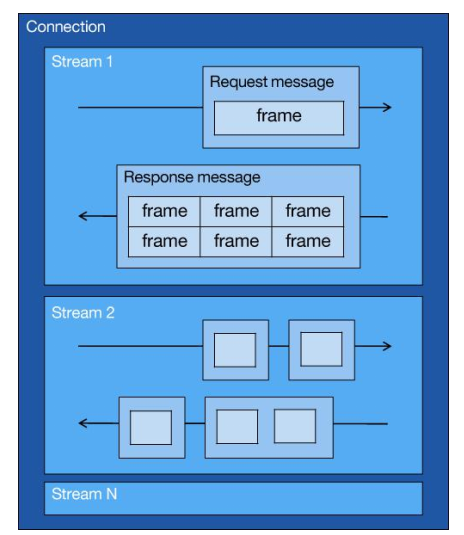 Connection
Stream 1
Request message
frame
Response message
frame frame frame
frame frame frame
Stream 2
Stream N